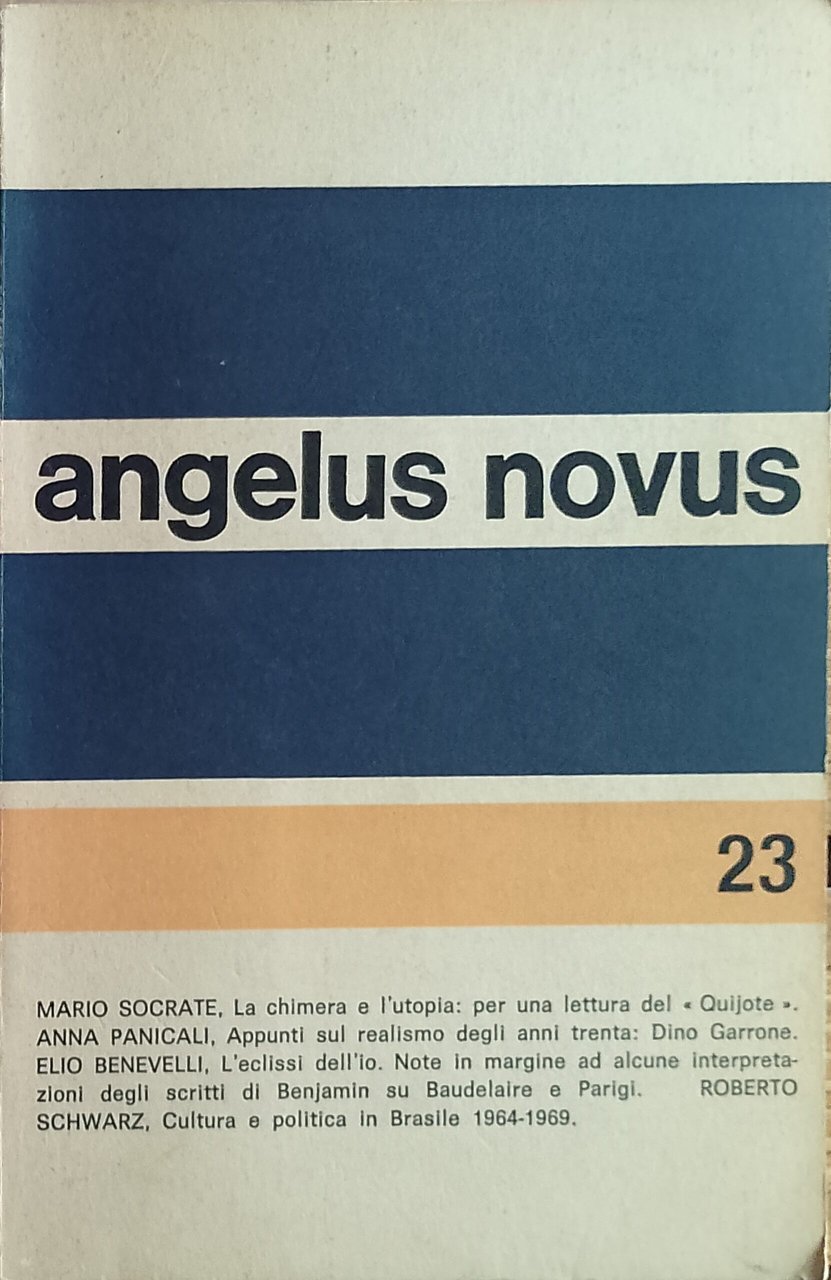 angelus novus
23
MARIO SOCRATE, La chimera e l'utopia: per una lettura del « Quijote ».
ANNA PANICALI, Appunti sul realismo degli anni trenta: Dino Garrone.
ELIO BENEVELLI, L'eclissi dell'io. Note in margine ad alcune interpreta-
zioni degli scritti di Benjamin su Baudelaire e Parigi. ROBERTO
SCHWARZ, Cultura e politica in Brasile 1964-1969.